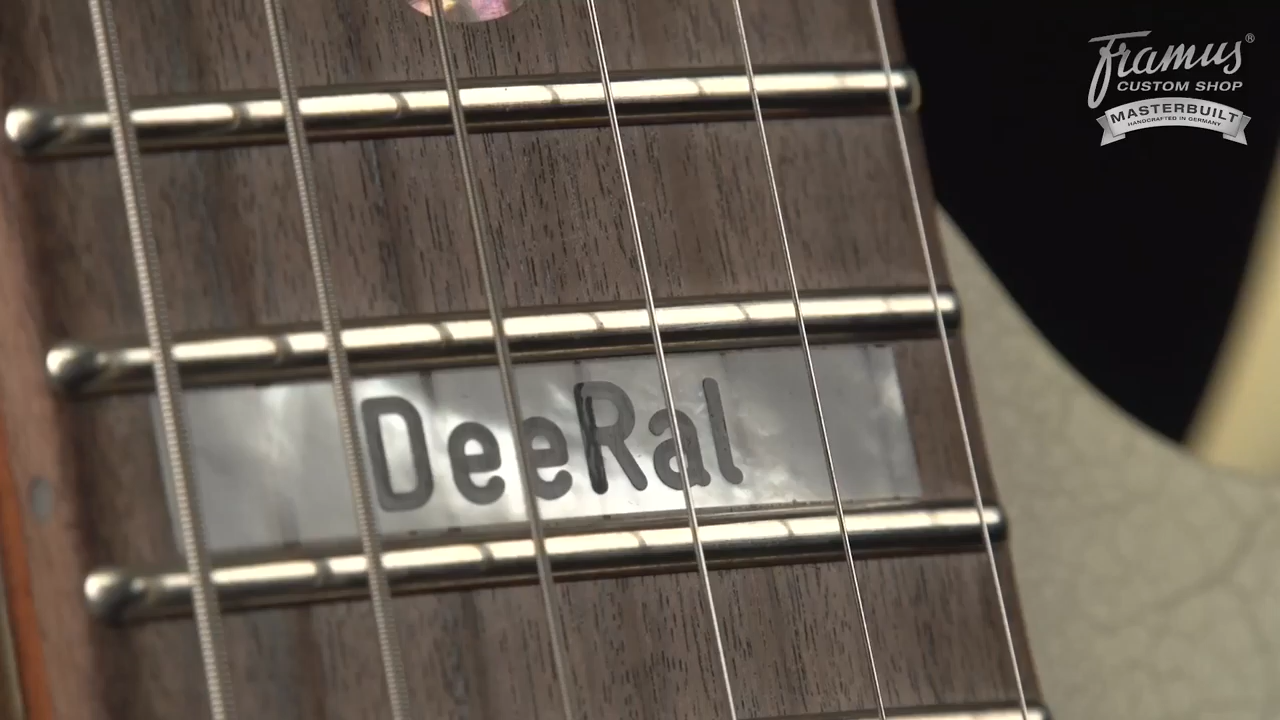 Framus®
CUSTOM SHOP
MASTERBUILT
HANDCRAFTED IN GERMANY
DeeRal